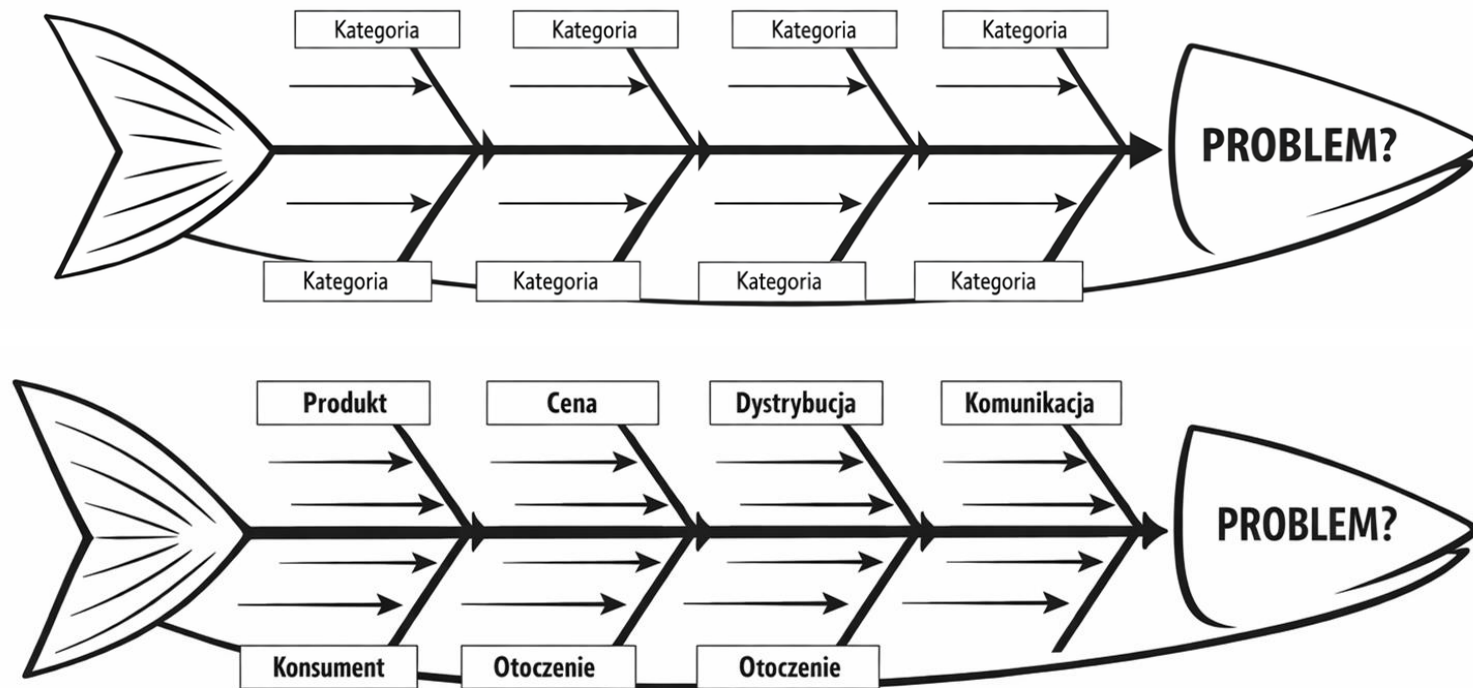 Kategoria
Kategoria
Kategoria
Kategoria
PROBLEM?
Kategoria
Kategoria
Kategoria
Kategoria
Produkt
Cena
Dystrybucja
Komunikacja
PROBLEM?
Konsument
Otoczenie
Otoczenie